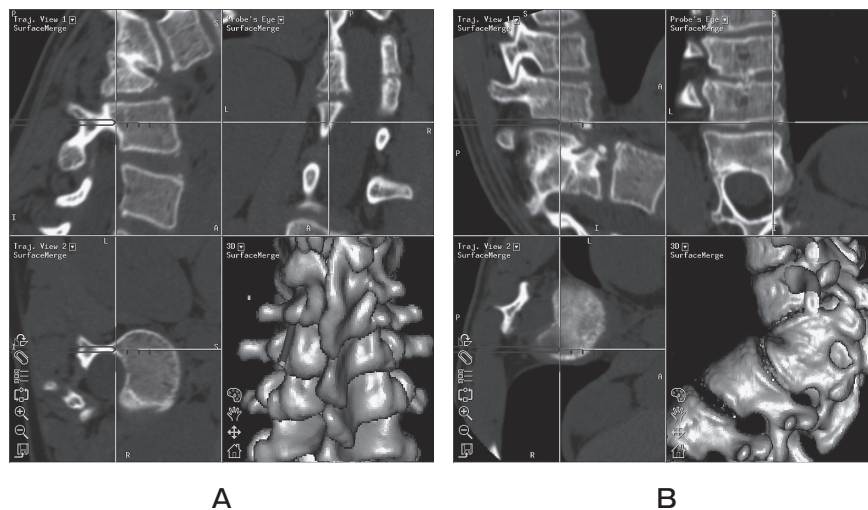 P
Traj. View 1
SurfaceMerge
S
I
A
Probe's Eye
SurfaceMerge
P
L
R
A
Traj. View 2
SurfaceMerge
L
I
S
R
3D
SurfaceMerge
A
Traj. View 1
SurfaceMerge
S
A
P
I
Probe's Eye
SurfaceMerge
S
L
I
Traj. View 2
SurfaceMerge
L
P
A
R
3D
SurfaceMerge
B